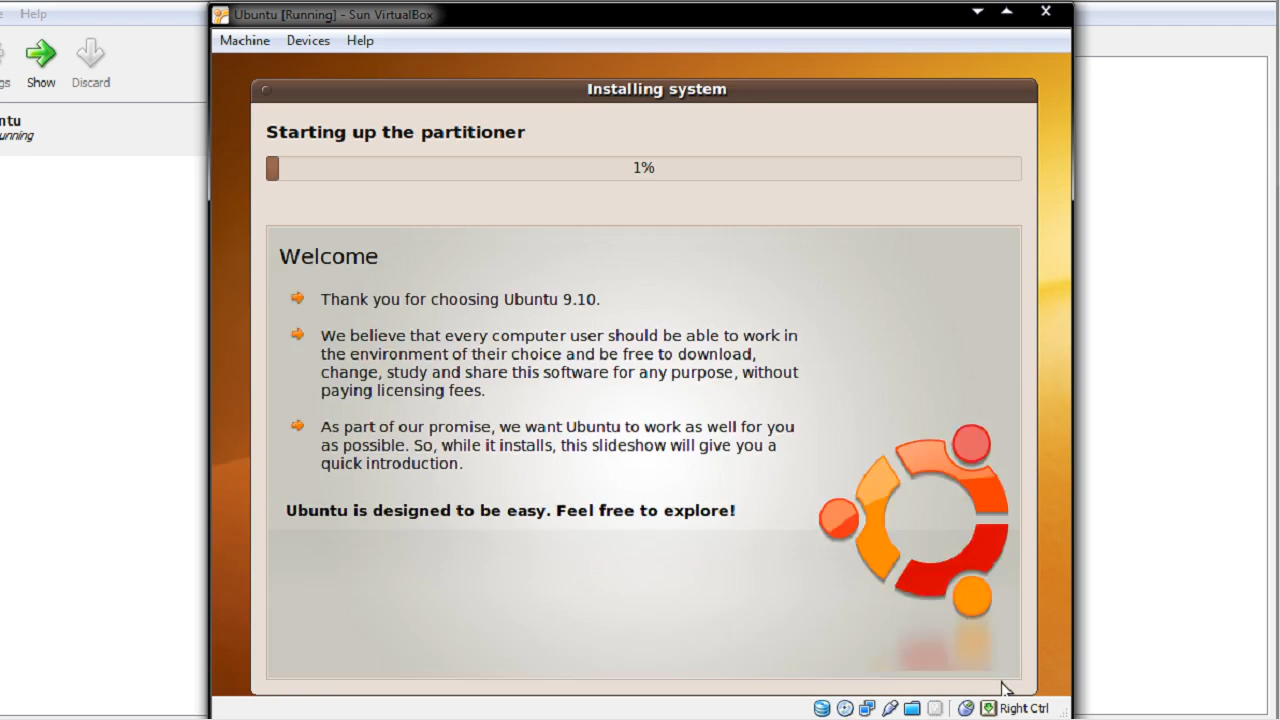 Help
Show
Discard
Ubuntu [Running] - Sun VirtualBox
Machine Devices Help
Installing system
Starting up the partitioner
1%
Welcome
Thank you for choosing Ubuntu 9.10.
We believe that every computer user should be able to work in
the environment of their choice and be free to download,
change, study and share this software for any purpose, without
paying licensing fees.
As part of our promise, we want Ubuntu to work as well for you
as possible. So, while it installs, this slideshow will give you a
quick introduction.
Ubuntu is designed to be easy. Feel free to explore!
Right Ctrl